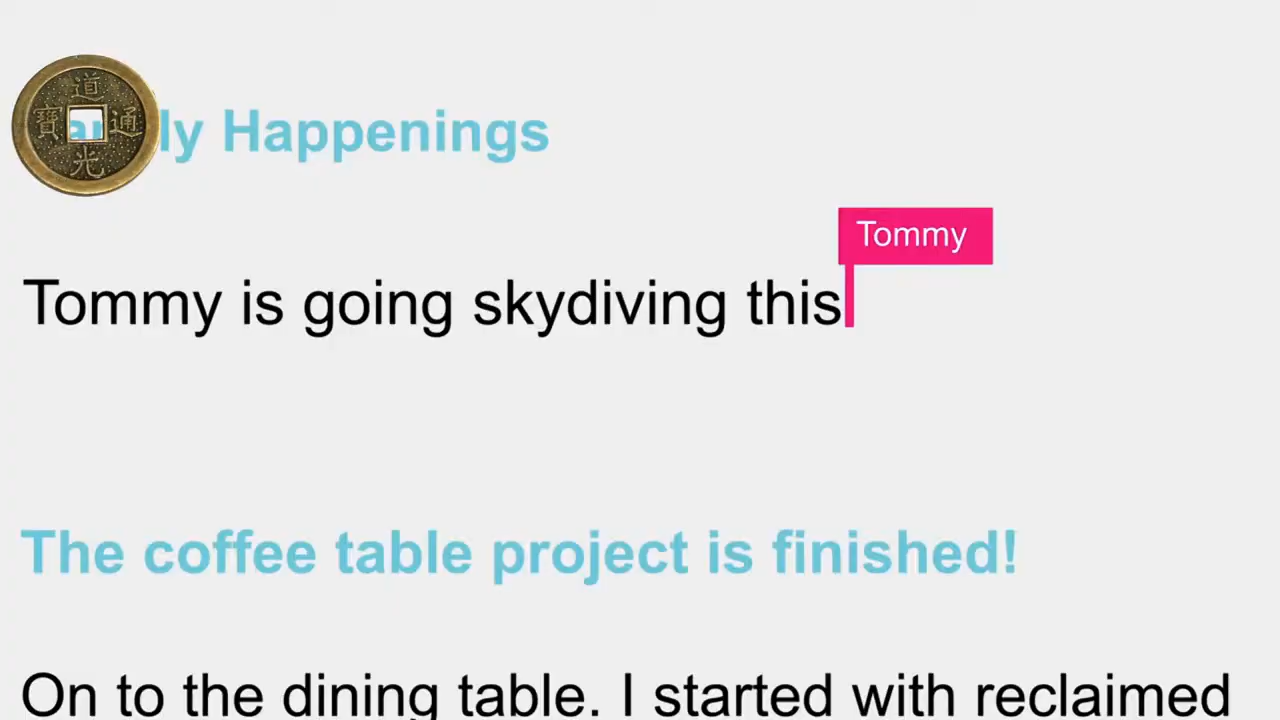 道光通寶
Happenings
Tommy
Tommy is going skydiving this
The coffee table project is finished!
On to the dining table. I started with reclaimed